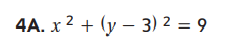 4A. x² + (y – 3)² = 9